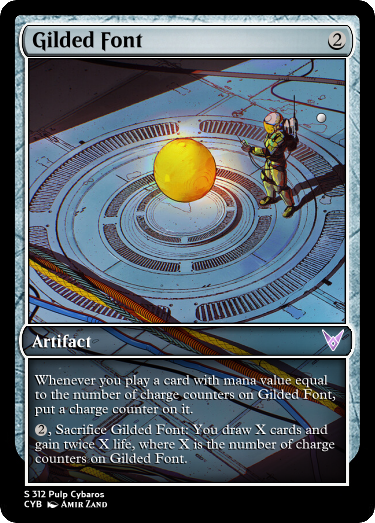 Gilded Font 2
Artifact
Whenever you play a card with mana value equal
to the number of charge counters on Gilded Font,
put a charge counter on it.
2, Sacrifice Gilded Font: You draw X cards and
gain twice X life, where X is the number of charge
counters on Gilded Font.
S 312 Pulp Cybaros
CYB Amir Zand